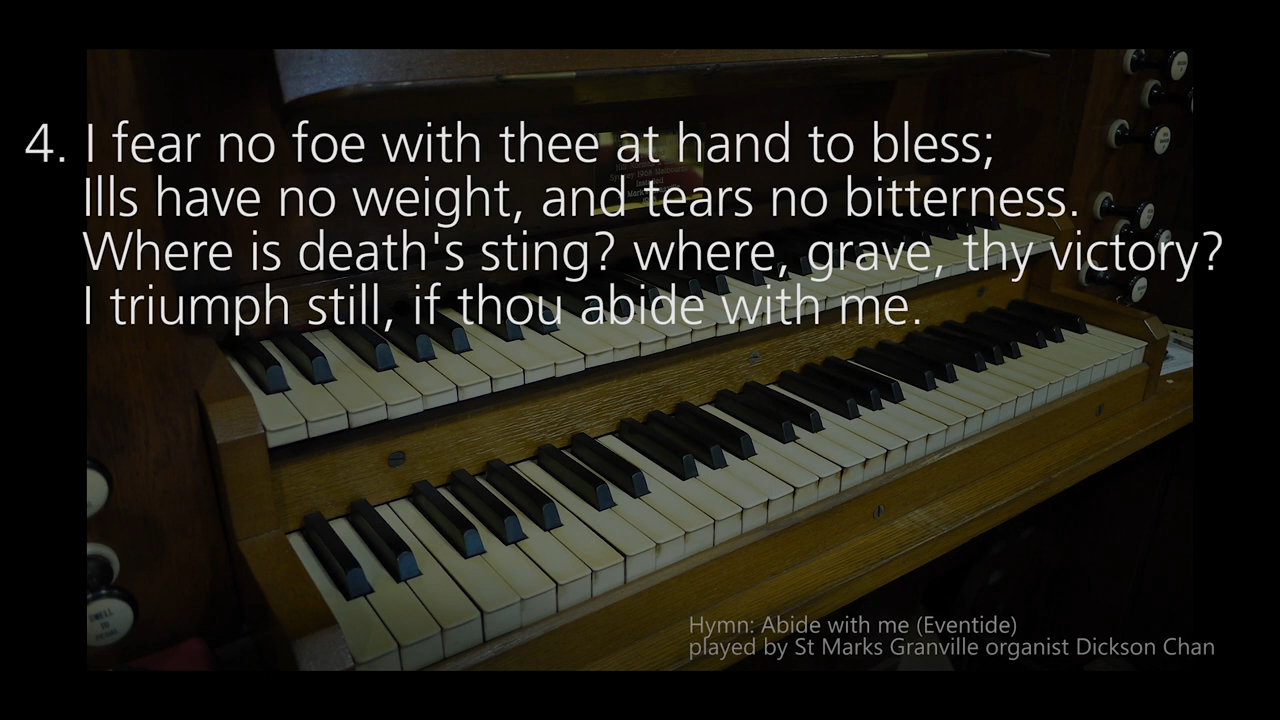 4. I fear no foe with thee at hand to bless;
Ills have no weight, and tears no bitterness.
Where is death's sting? where, grave, thy victory?
I triumph still, if thou abide with me.
SWELL
TO
Hymn: Abide with me (Eventide)
played by St Marks Granville organist Dickson Chan